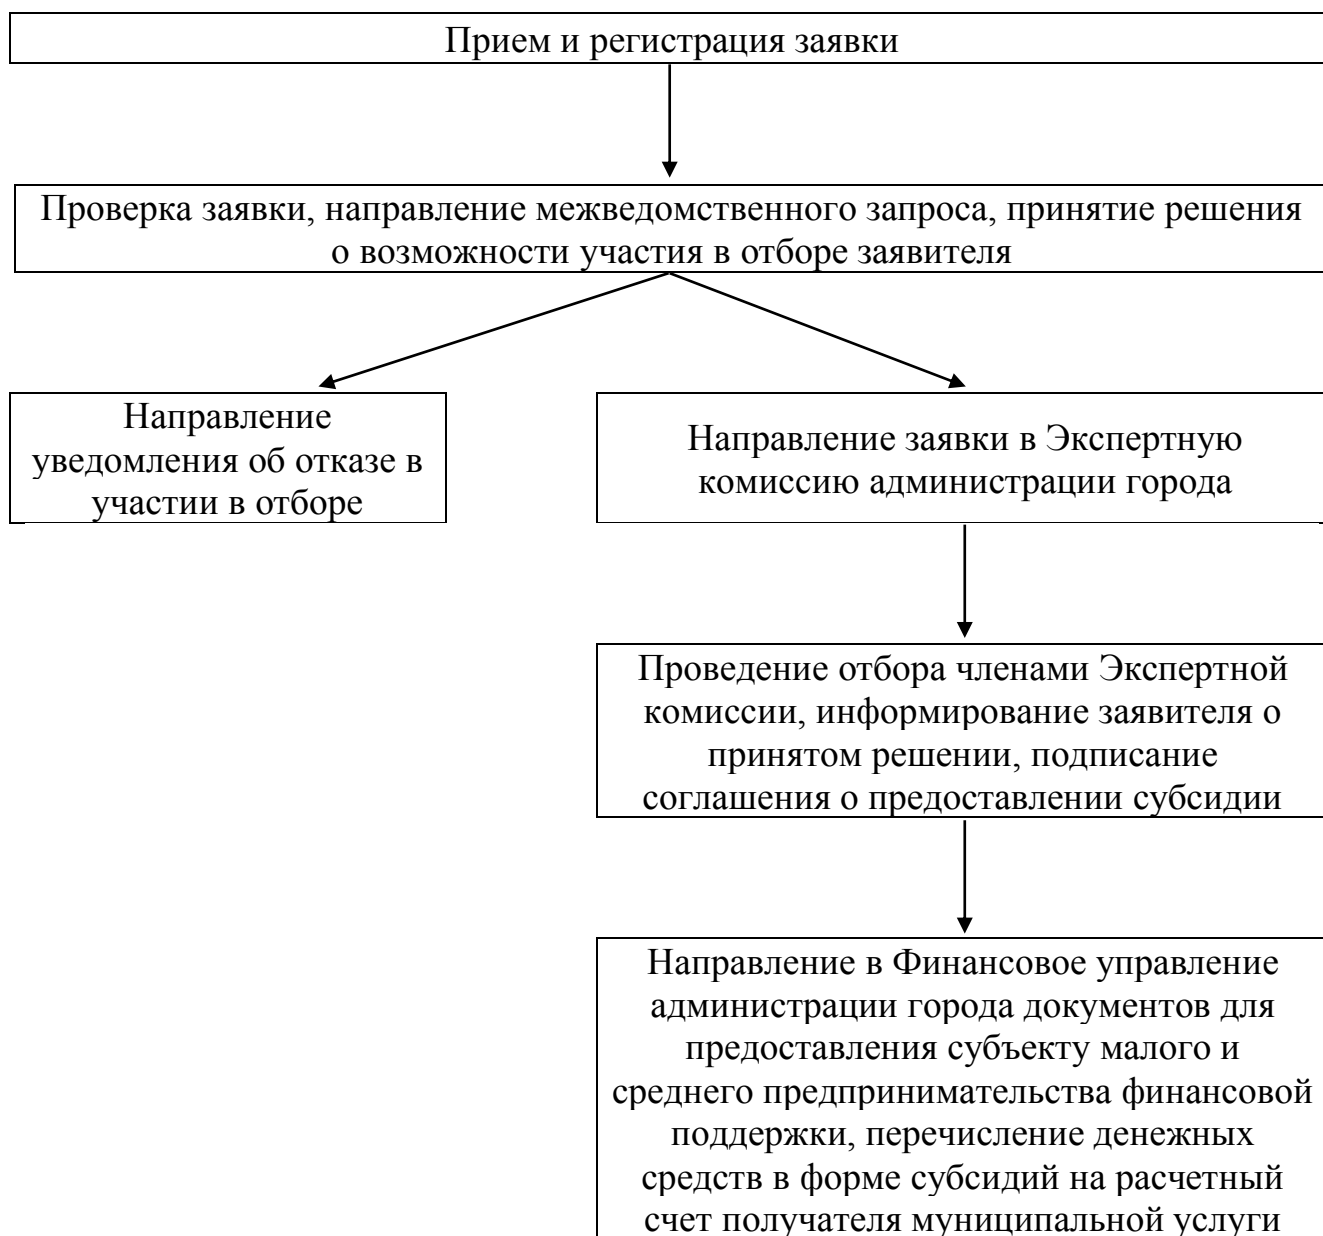 Прием и регистрация заявки
Проверка заявки, направление межведомственного запроса, принятие решения
о возможности участия в отборе заявителя
Направление
уведомления об отказе в
участии в отборе
Направление заявки в Экспертную
комиссию администрации города
Проведение отбора членами Экспертной
комиссии, информирование заявителя о
принятом решении, подписание
соглашения о предоставлении субсидии
Направление в Финансовое управление
администрации города документов для
предоставления субъекту малого и
среднего предпринимательства финансовой
поддержки, перечисление денежных
средств в форме субсидий на расчетный
счет получателя муниципальной услуги